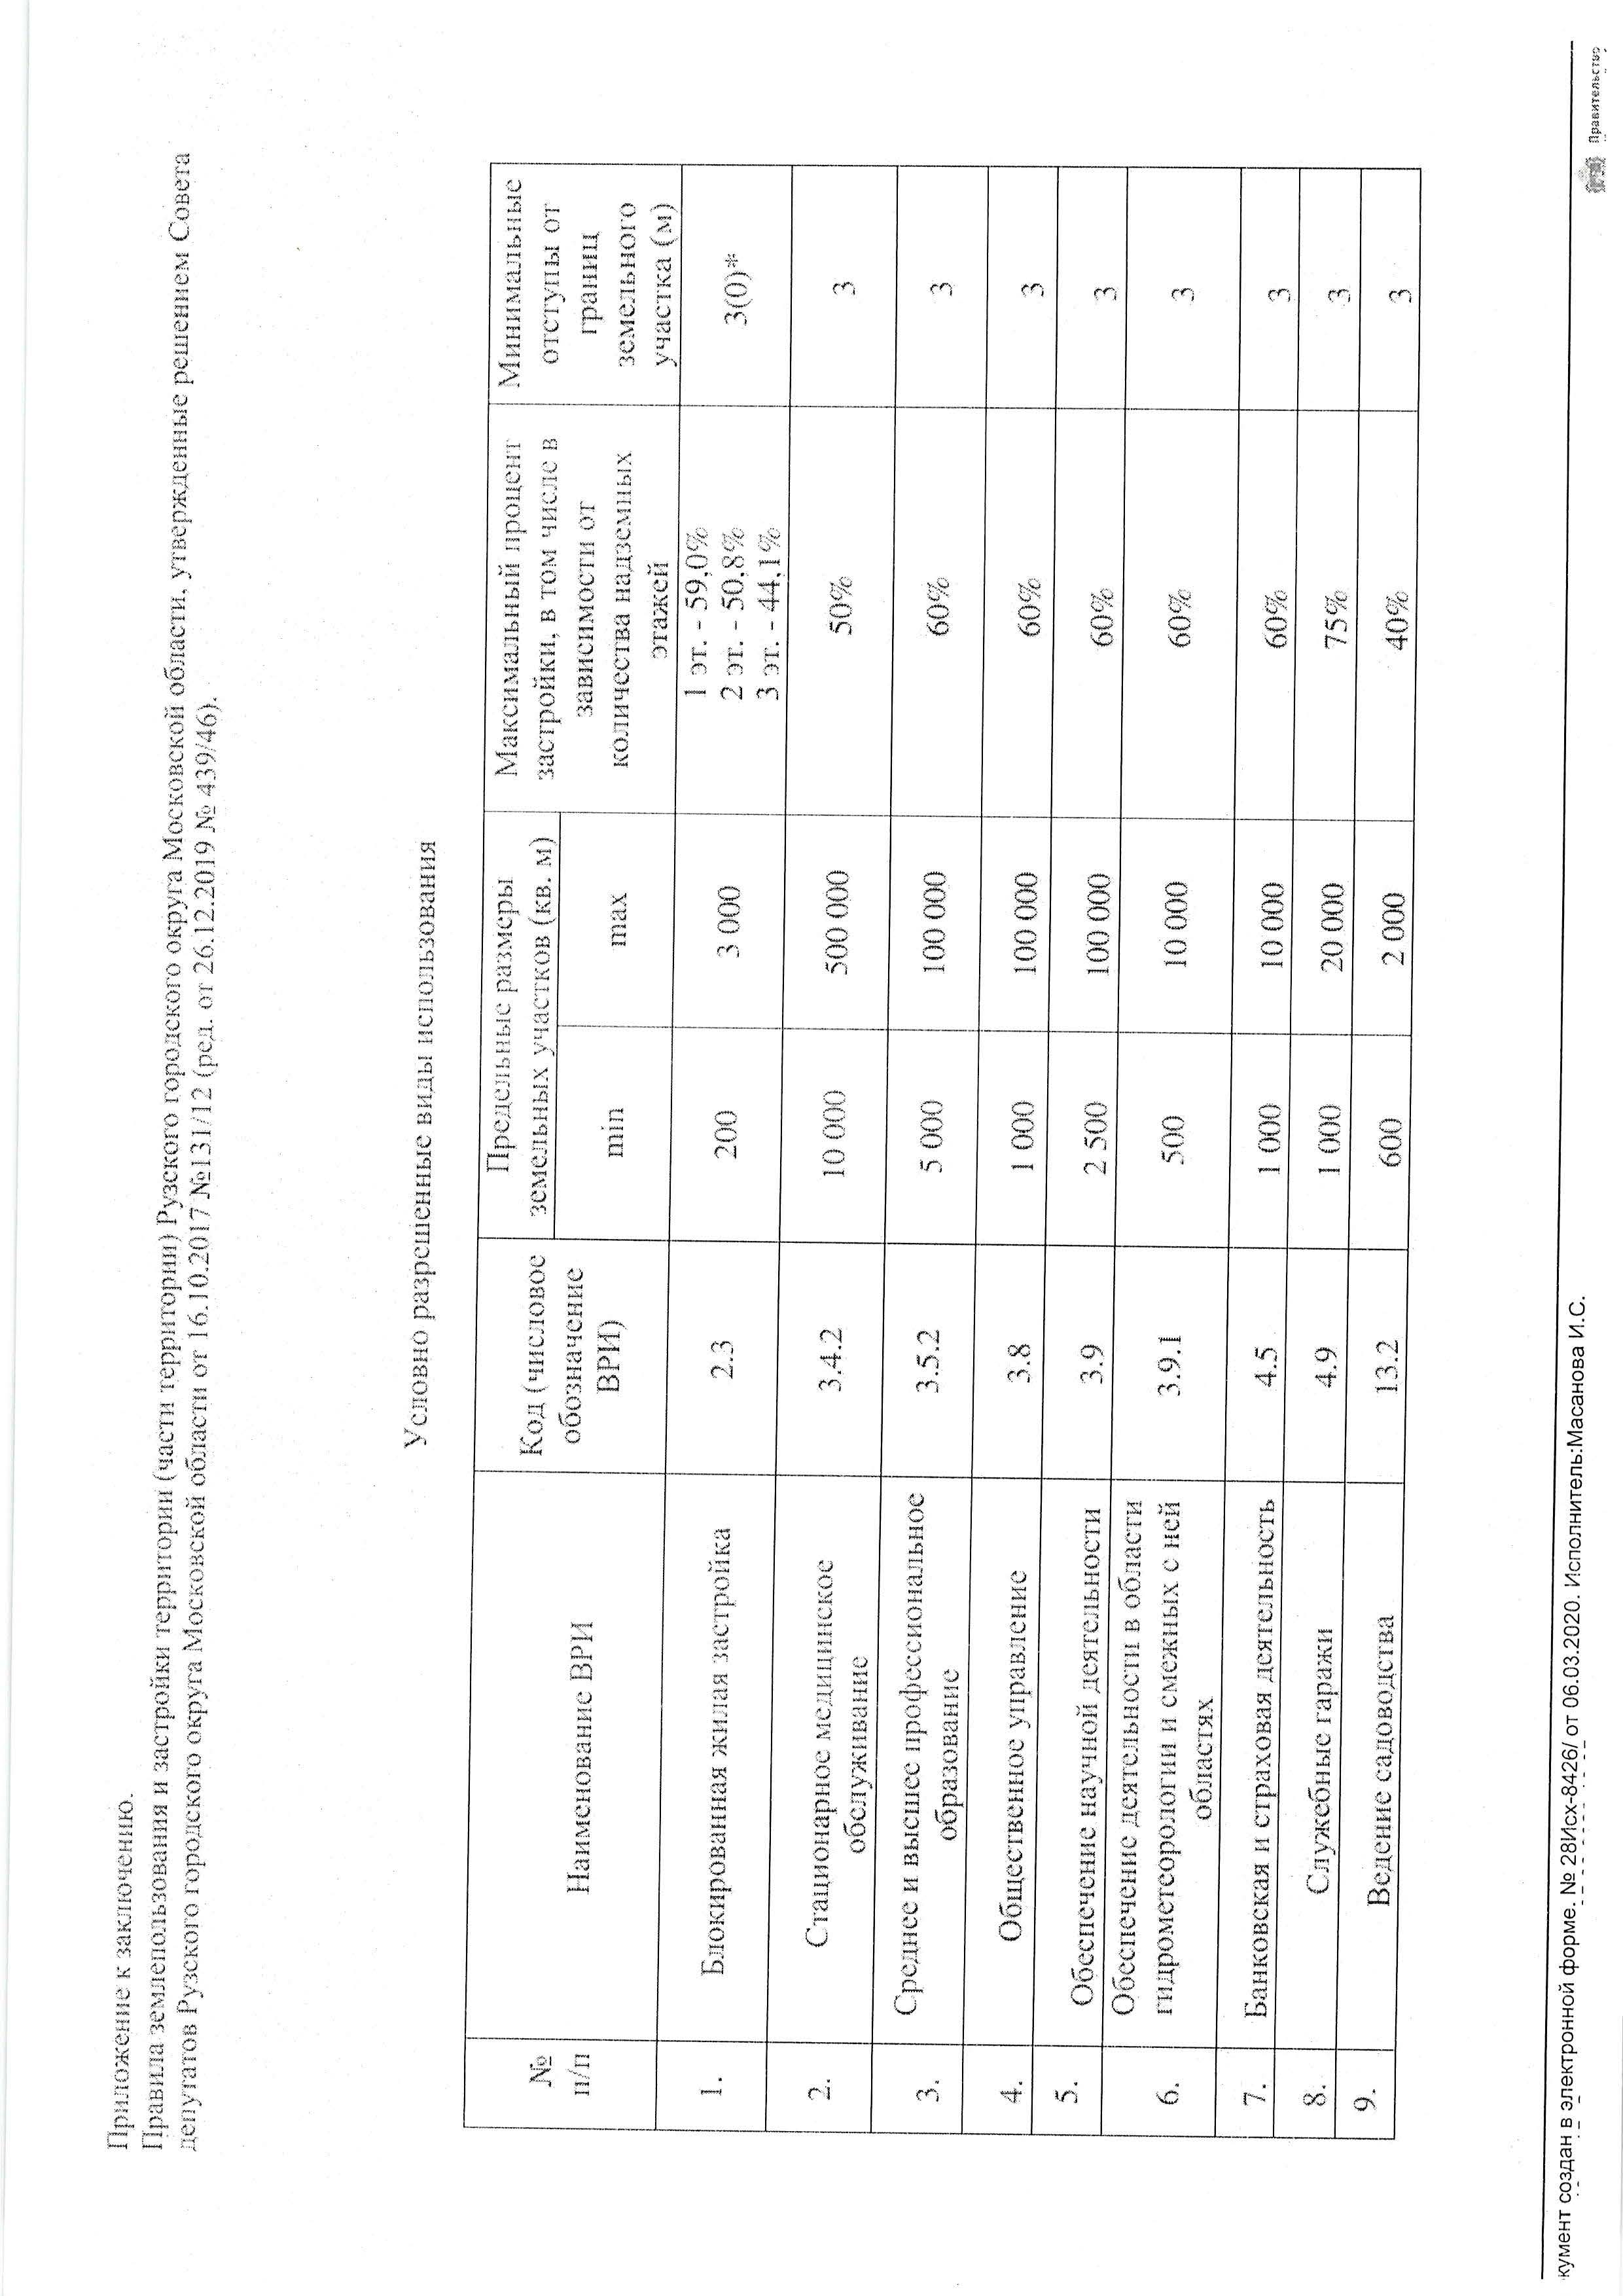 Приложение к заключению.
Правила землепользования и застройки территории (части территории) Рузского городского округа Московской области, утвержденные решением Совета
депутатов Рузского городского округа Московской области от 16.10.2017 №131/12 (ред. от 26.12.2019 № 439/46).
Условно разрешенные виды использования
№
п/п
Наименование ВРИ
Код (числовое
обозначение
ВРИ)
Предельные размеры
земельных участков (кв. м)
min
max
Максимальный процент
застройки, в том числе в
зависимости от
количества надземных
этажей
Минимальные
отступы от
границ
земельного
участка (м)
1.
Блокированная жилая застройка
2.3
200
3 000
1 эт. - 59,0%
2 эт. - 50,8%
3 эт. - 44,1%
3(0)*
2.
Стационарное медицинское
обслуживание
3.4.2
10 000
500 000
50%
3
3.
Среднее и высшее профессиональное
образование
3.5.2
5 000
100 000
60%
3
4.
Общественное управление
3.8
1 000
100 000
60%
3
5.
Обеспечение научной деятельности
3.9
2 500
100 000
60%
3
6.
Обеспечение деятельности в области
гидрометеорологии и смежных с ней
областях
3.9.1
500
10 000
60%
3
7.
Банковская и страховая деятельность
4.5
1 000
10 000
60%
3
8.
Служебные гаражи
4.9
1 000
20 000
75%
3
9.
Ведение садоводства
13.2
600
2 000
40%
3
кумент создан в электронной форме. № 28Исх-8426/ от 06.03.2020. Исполнитель:Масанова И.С.
Правительство